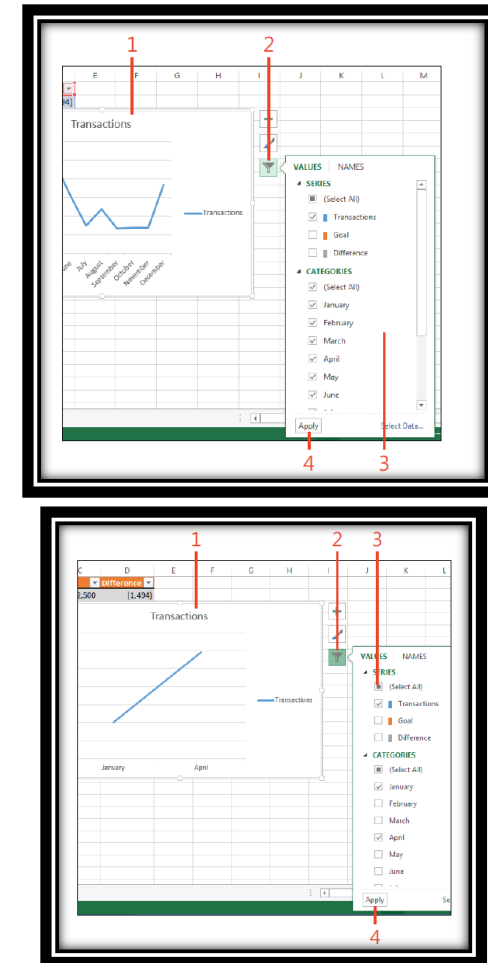 1 2
E F G H I J K L M
94]
Transactions
VALUES NAMES
SERIES
(Select All)
Transactions
Transactions
Goal
Difference
June July August September October November December
CATEGORIES
(Select All)
January
February
March
April
May
June
Apply Select Data...
4 3
1 2 3
C D E F G H I J K L
Difference
2,500 (1,494)
Transactions
VALUES NAMES
SERIES
(Select All)
Transactions
Transactions
Goal
Difference
CATEGORIES
January April
(Select All)
January
February
March
April
May
June
Apply Se
4